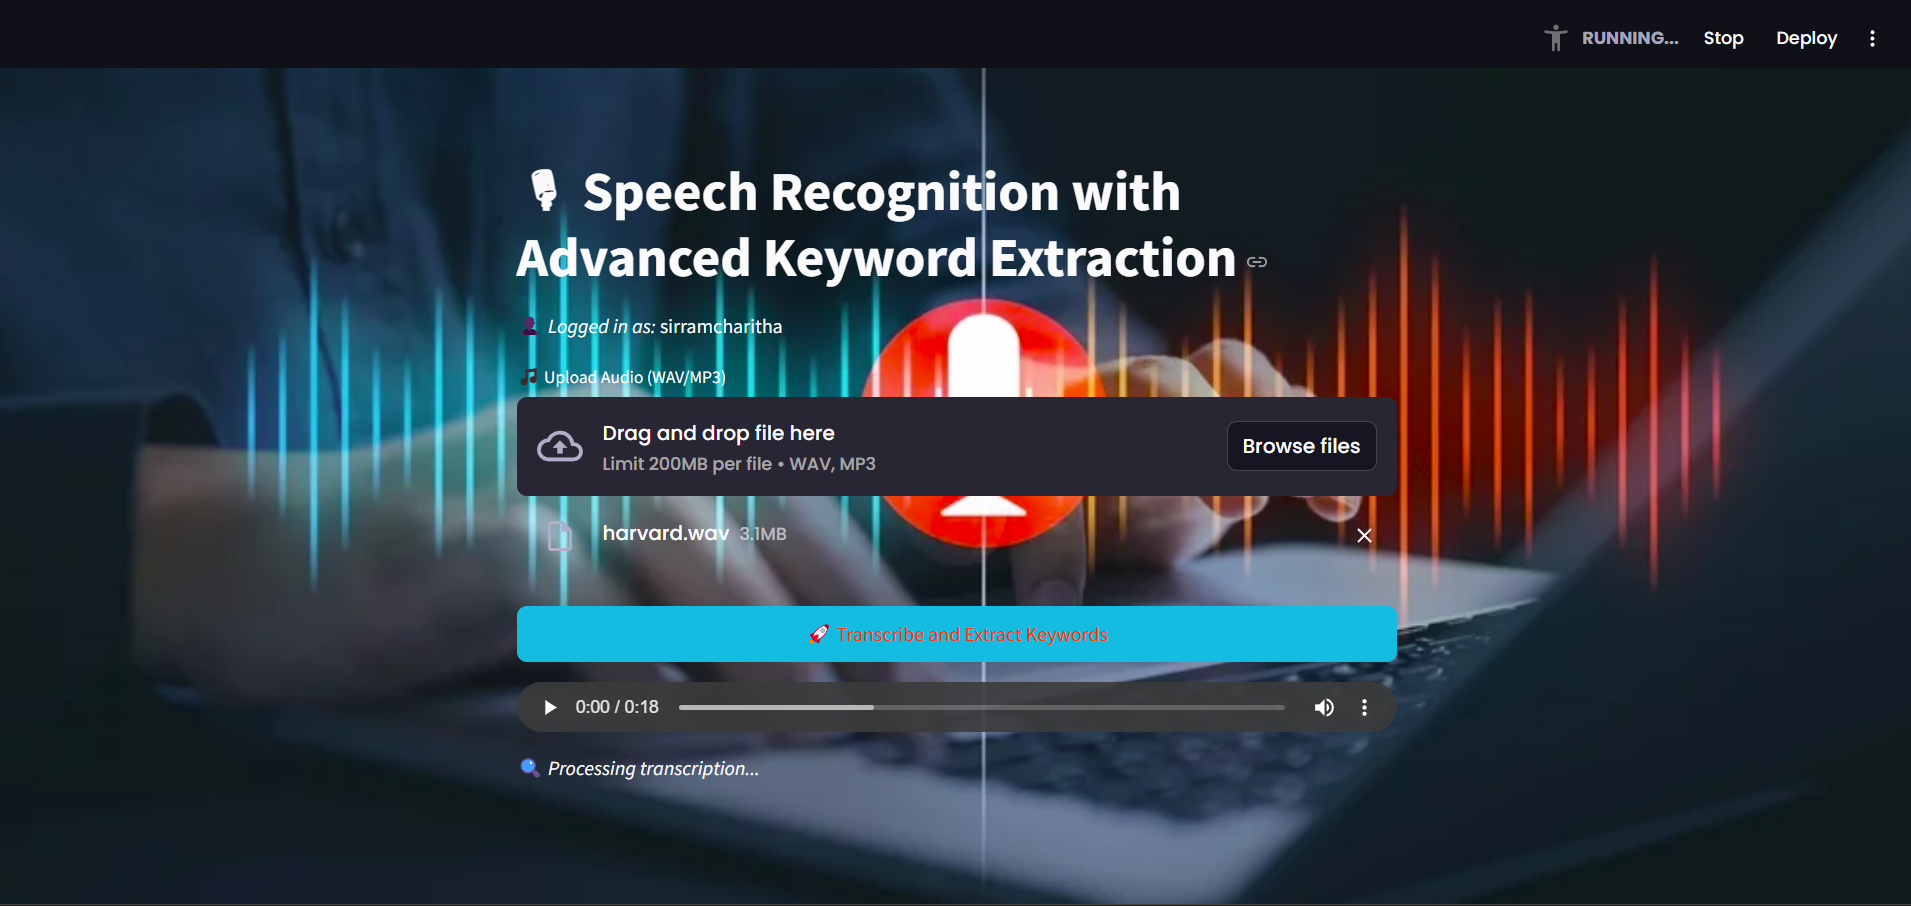 RUNNING... Stop Deploy
🎙 Speech Recognition with
Advanced Keyword Extraction
👤 Logged in as: sirramcharitha
🎵 Upload Audio (WAV/MP3)
Drag and drop file here
Limit 200MB per file • WAV, MP3
Browse files
harvard.wav 3.1MB
🚀 Transcribe and Extract Keywords
0:00 / 0:18
🔍 Processing transcription...